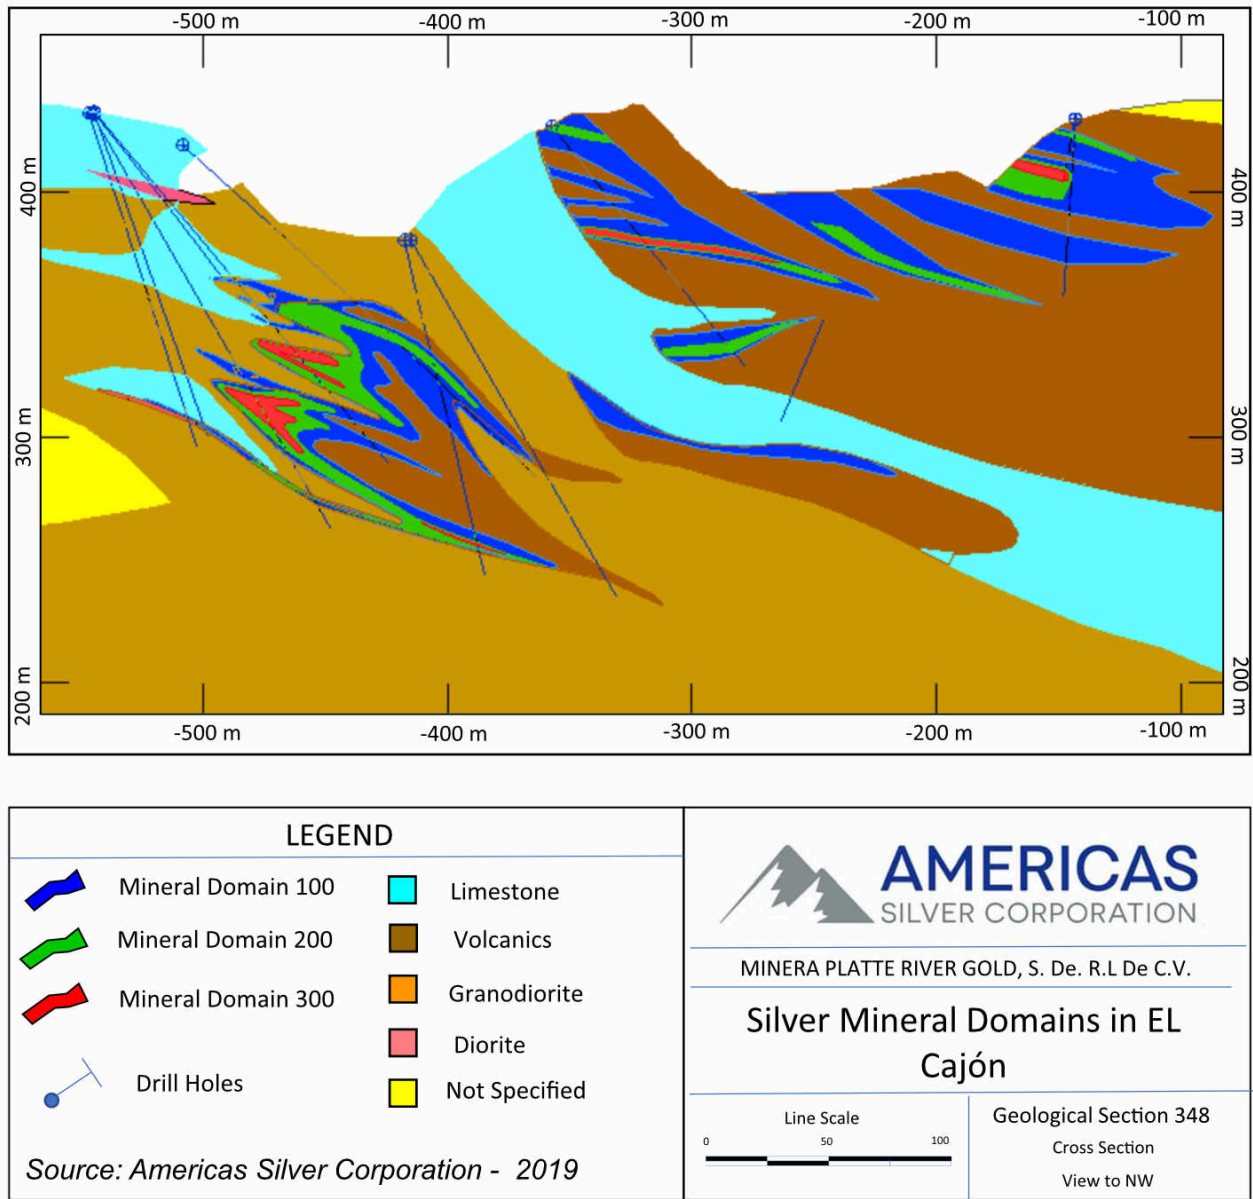 -500 m
-400 m
-300 m
-200 m
-100 m
400 m
400 m
300 m
300 m
200 m
200 m
-500 m
-400 m
-300 m
-200 m
-100 m
LEGEND
Mineral Domain 100
Limestone
Mineral Domain 200
Volcanics
Mineral Domain 300
Granodiorite
Diorite
Drill Holes
Not Specified
Source: Americas Silver Corporation - 2019
AMERICAS
SILVER CORPORATION
MINERA PLATTE RIVER GOLD, S. De. R.L De C.V.
Silver Mineral Domains in EL
Cajón
Line Scale
0 50 100
Geological Section 348
Cross Section
View to NW